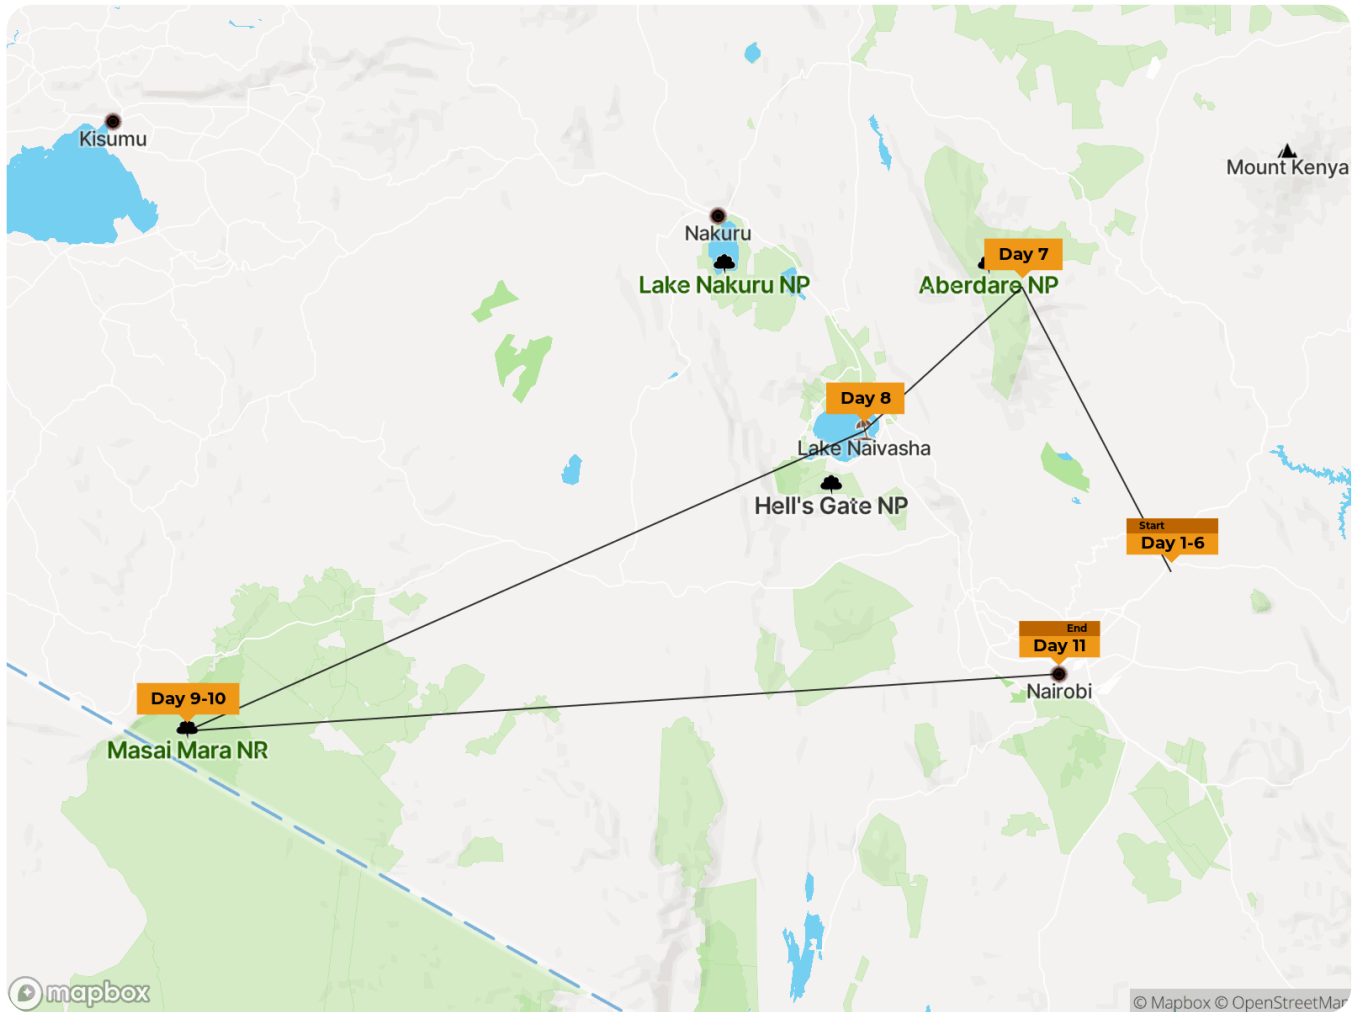 Kisumu
Mount Kenya
Nakuru
Lake Nakuru NP
Day 7
Aberdare NP
Day 8
Lake Naivasha
Hell's Gate NP
Start
Day 1-6
End
Day 11
Nairobi
Day 9-10
Masai Mara NR
mapbox
© Mapbox © OpenStreetMap